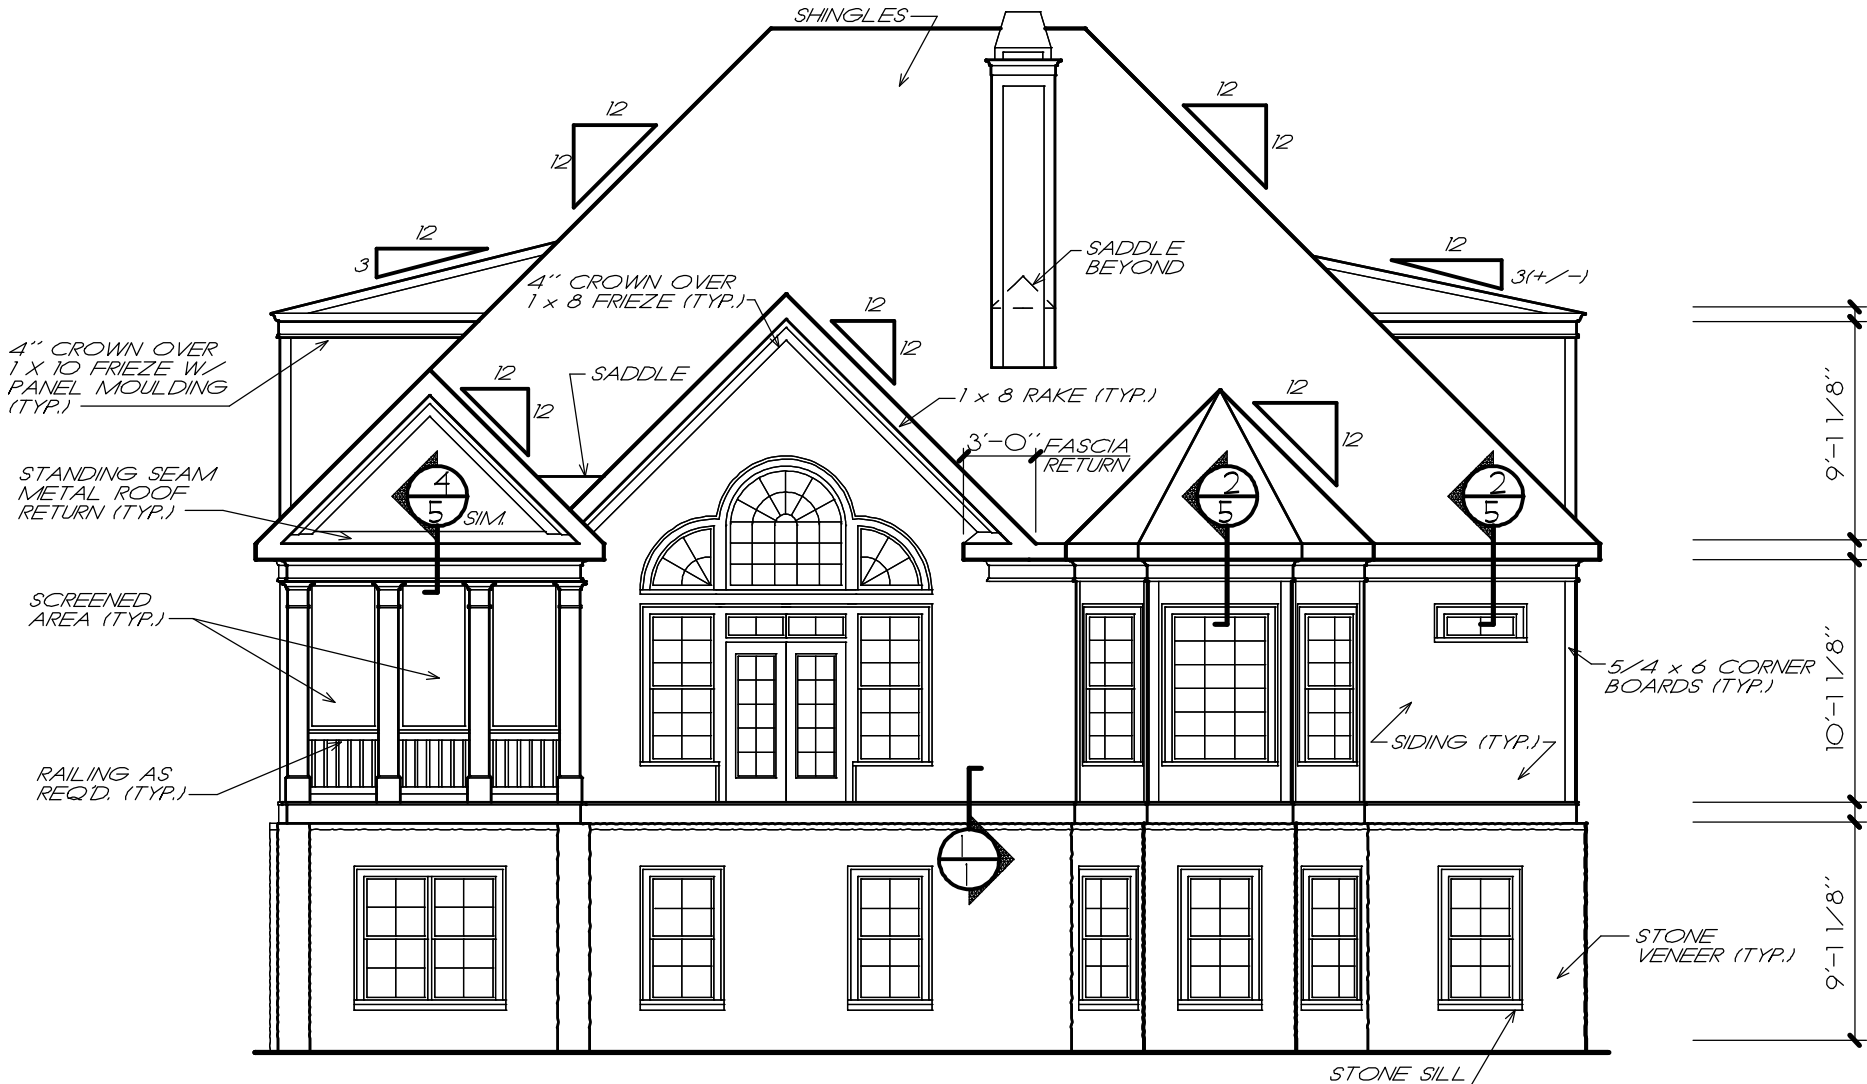 SHINGLES
12
12
12
12
12
3
12
3(+/-)
SADDLE
BEYOND
4" CROWN OVER
1 x 8 FRIEZE (TYP.)
12
12
4" CROWN OVER
1 X 10 FRIEZE W/
PANEL MOULDING
(TYP.)
12
12
SADDLE
1 x 8 RAKE (TYP.)
12
12
3'-0" FASCIA
RETURN
9'-1 1/8"
STANDING SEAM
METAL ROOF
RETURN (TYP.)
4
5
SIM.
2
5
2
5
SCREENED
AREA (TYP.)
5/4 x 6 CORNER
BOARDS (TYP.)
10'-1 1/8"
SIDING (TYP.)
RAILING AS
REQ'D. (TYP.)
1
1
STONE
VENEER (TYP.)
9'-1 1/8"
STONE SILL